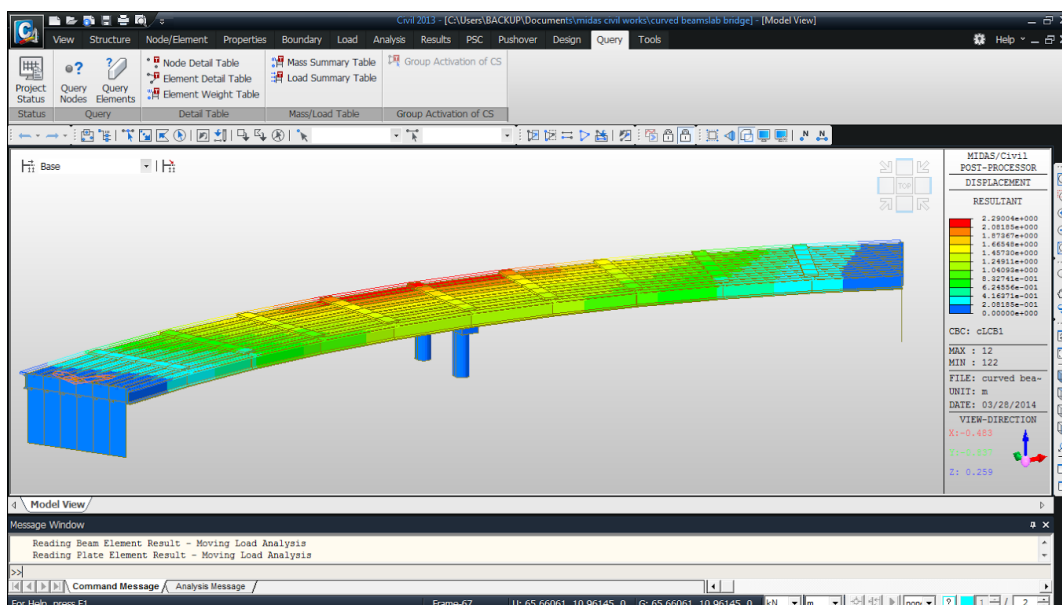 Civil 2013 - [C:\Users\BACKUP\Documents\midas civil works\curved beamslab bridge] - [Model View]
View Structure Node/Element Properties Boundary Load Analysis Results PSC Pushover Design Query Tools Help
Project Status
Query Nodes
Query Elements
Node Detail Table
Element Detail Table
Element Weight Table
Mass Summary Table
Load Summary Table
Group Activation of CS
Status Query Detail Table Mass/Load Table Group Activation of CS
Base
TOP
MIDAS/Civil
POST-PROCESSOR
DISPLACEMENT
RESULTANT
2.29004e+000
2.08185e+000
1.87367e+000
1.66548e+000
1.45730e+000
1.24911e+000
1.04093e+000
8.32741e-001
6.24556e-001
4.16371e-001
2.08185e-001
0.00000e+000
CBC: cLCB1
MAX : 12
MIN : 122
FILE: curved bea~
UNIT: m
DATE: 03/28/2014
VIEW-DIRECTION
X:-0.483
Z: 0.259
Model View
Message Window
Reading Beam Element Result - Moving Load Analysis
Reading Plate Element Result - Moving Load Analysis
>>
Command Message Analysis Message
For Help, press F1 Frame-67 U: 65.66061, 10.96145, 0 G: 65.66061, 10.96145, 0 kN m non 1 / 2